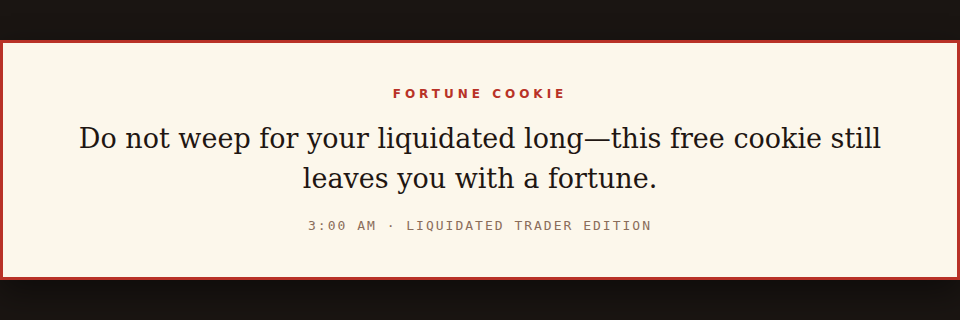 FORTUNE COOKIE
Do not weep for your liquidated long—this free cookie still
leaves you with a fortune.
3:00 AM · LIQUIDATED TRADER EDITION